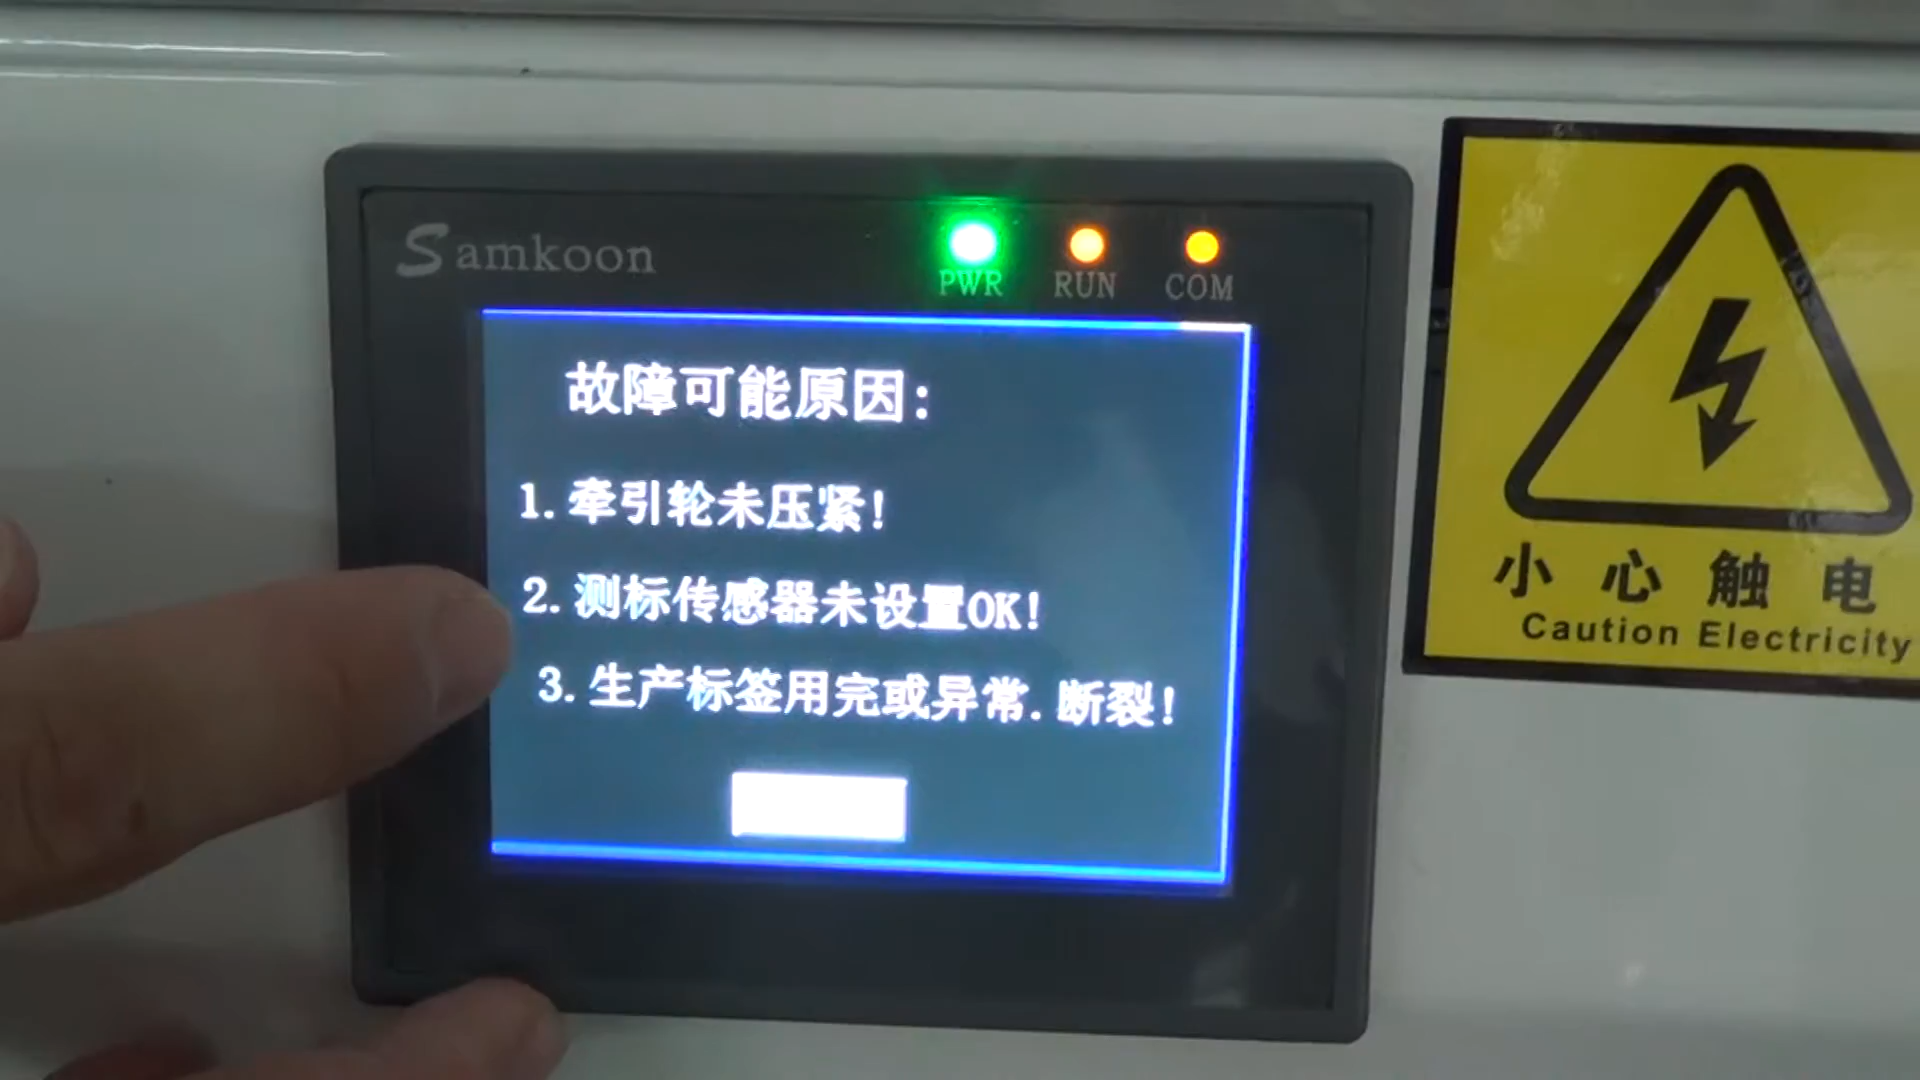 Samkoon
PWR RUN COM
故障可能原因:
1.牵引轮未压紧!
2.测标传感器未设置OK!
3.生产标签用完或异常.断裂!
小心触电
Caution Electricity